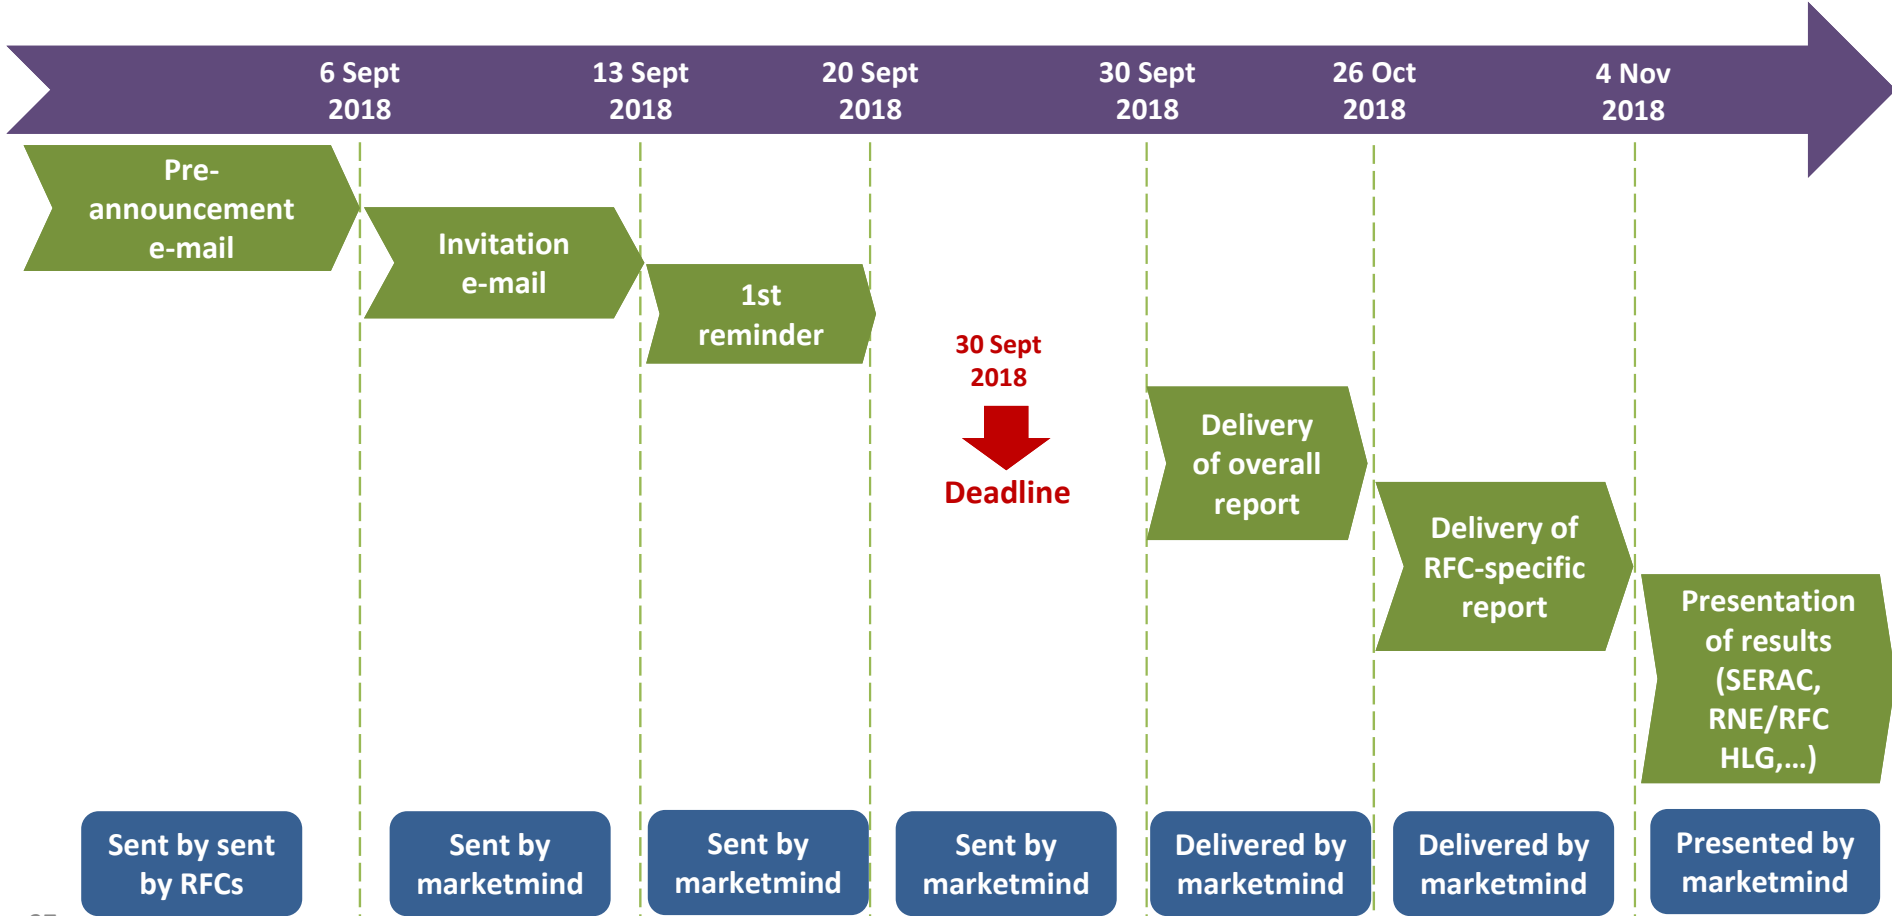 6 Sept
2018
13 Sept
2018
20 Sept
2018
30 Sept
2018
26 Oct
2018
4 Nov
2018
Pre-
announcement
e-mail
Invitation
e-mail
1st
reminder
30 Sept
2018
Deadline
Delivery
of overall
report
Delivery of
RFC-specific
report
Presentation
of results
(SERAC,
RNE/RFC
HLG,...)
Sent by sent
by RFCs
Sent by
marketmind
Sent by
marketmind
Sent by
marketmind
Delivered by
marketmind
Delivered by
marketmind
Presented by
marketmind